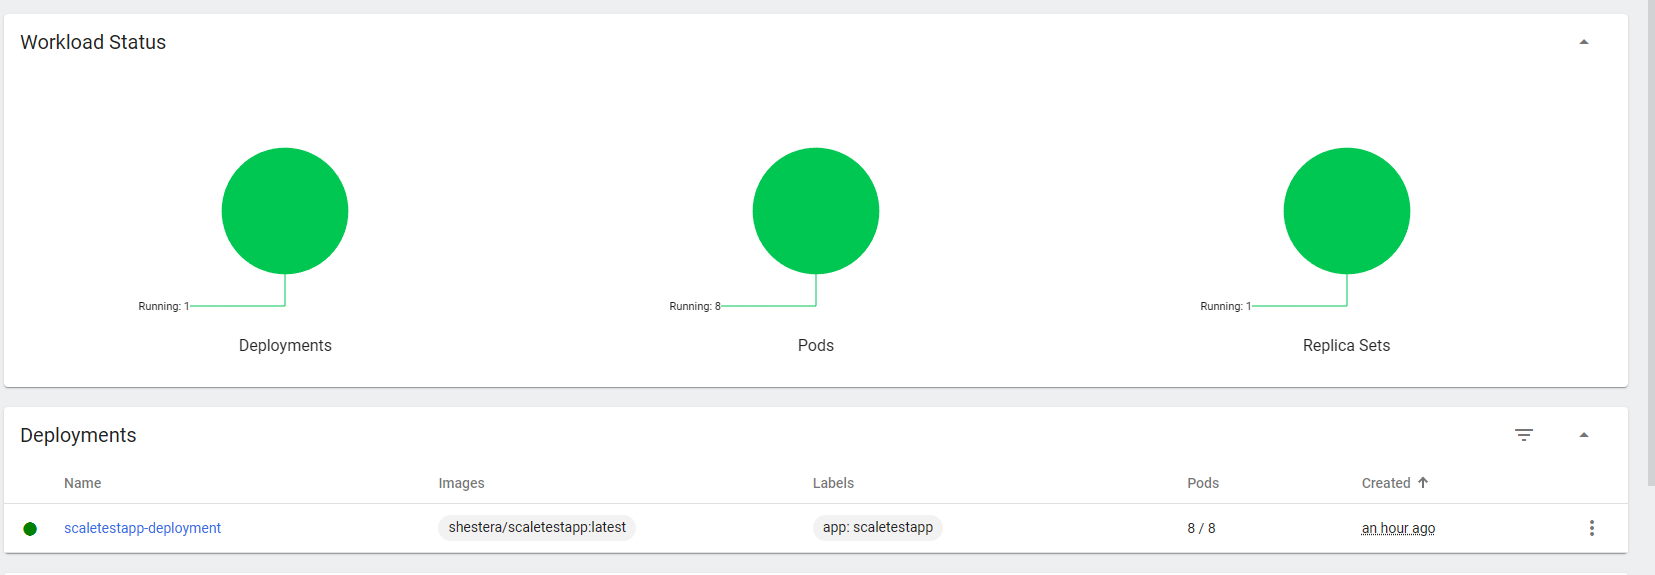 Workload Status
Running: 1
Running: 8
Running: 1
Deployments
Pods
Replica Sets
Deployments
Name Images Labels Pods Created
scaletestapp-deployment shestera/scaletestapp:latest app: scaletestapp 8 / 8 an hour ago